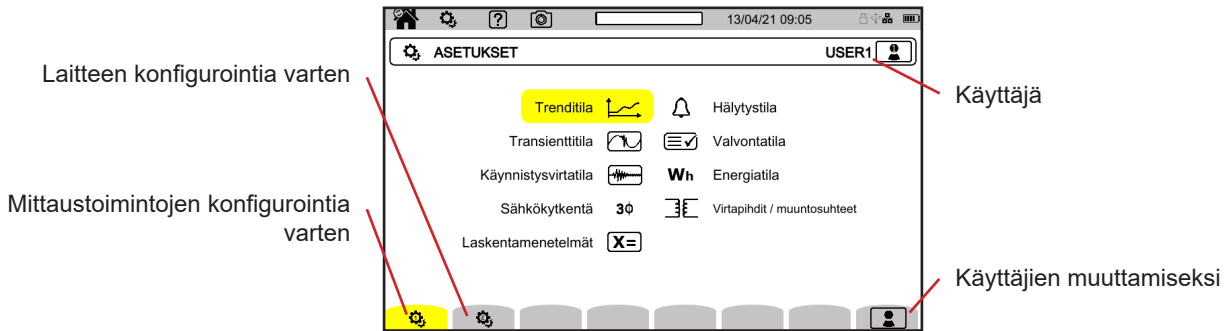 13/04/21 09:05
ASETUKSET USER1
Laitteen konfigurointia varten
Käyttäjä
Trenditila Hälytystila
Transienttitila Valvontatila
Käynnistysvirtatila Wh Energiatila
Mittaustoimintojen konfigurointia
varten
Sähkökytkentä 3ϕ Virtapihdit / muuntosuhteet
Laskentamenetelmät X=
Käyttäjien muuttamiseksi